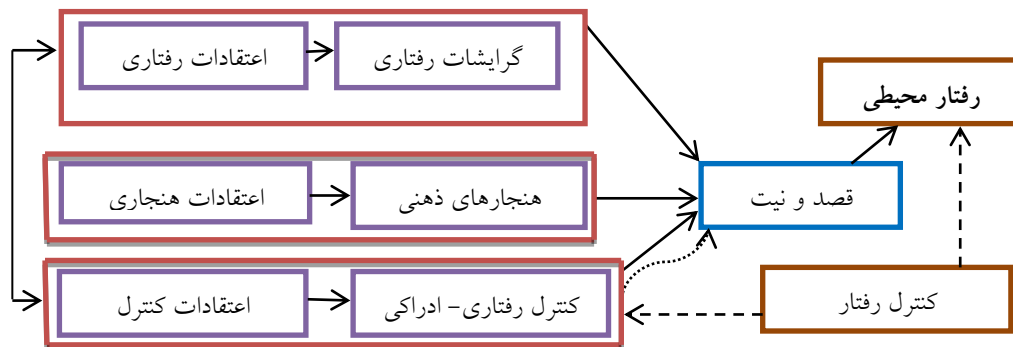 اعتقادات رفتاری
گرایشات رفتاری
رفتار محیطی
اعتقادات هنجاری
هنجارهای ذهنی
قصد و نیت
اعتقادات کنترل
کنترل رفتاری- ادراکی
کنترل رفتار